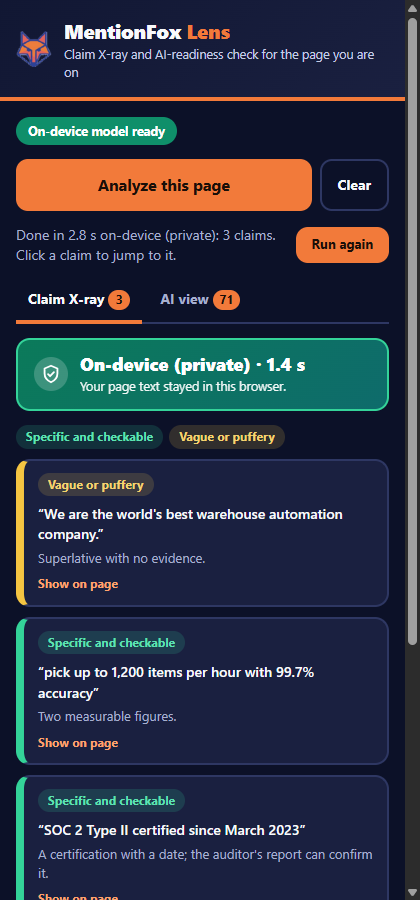 MentionFox Lens
Claim X-ray and AI-readiness check for the page you are
on
On-device model ready
Analyze this page
Clear
Done in 2.8 s on-device (private): 3 claims.
Click a claim to jump to it.
Run again
Claim X-ray 3
AI view 71
On-device (private) · 1.4 s
Your page text stayed in this browser.
Specific and checkable
Vague or puffery
Vague or puffery
“We are the world's best warehouse automation
company.”
Superlative with no evidence.
Show on page
Specific and checkable
“pick up to 1,200 items per hour with 99.7%
accuracy”
Two measurable figures.
Show on page
Specific and checkable
“SOC 2 Type II certified since March 2023”
A certification with a date; the auditor's report can confirm
it.
Show on page